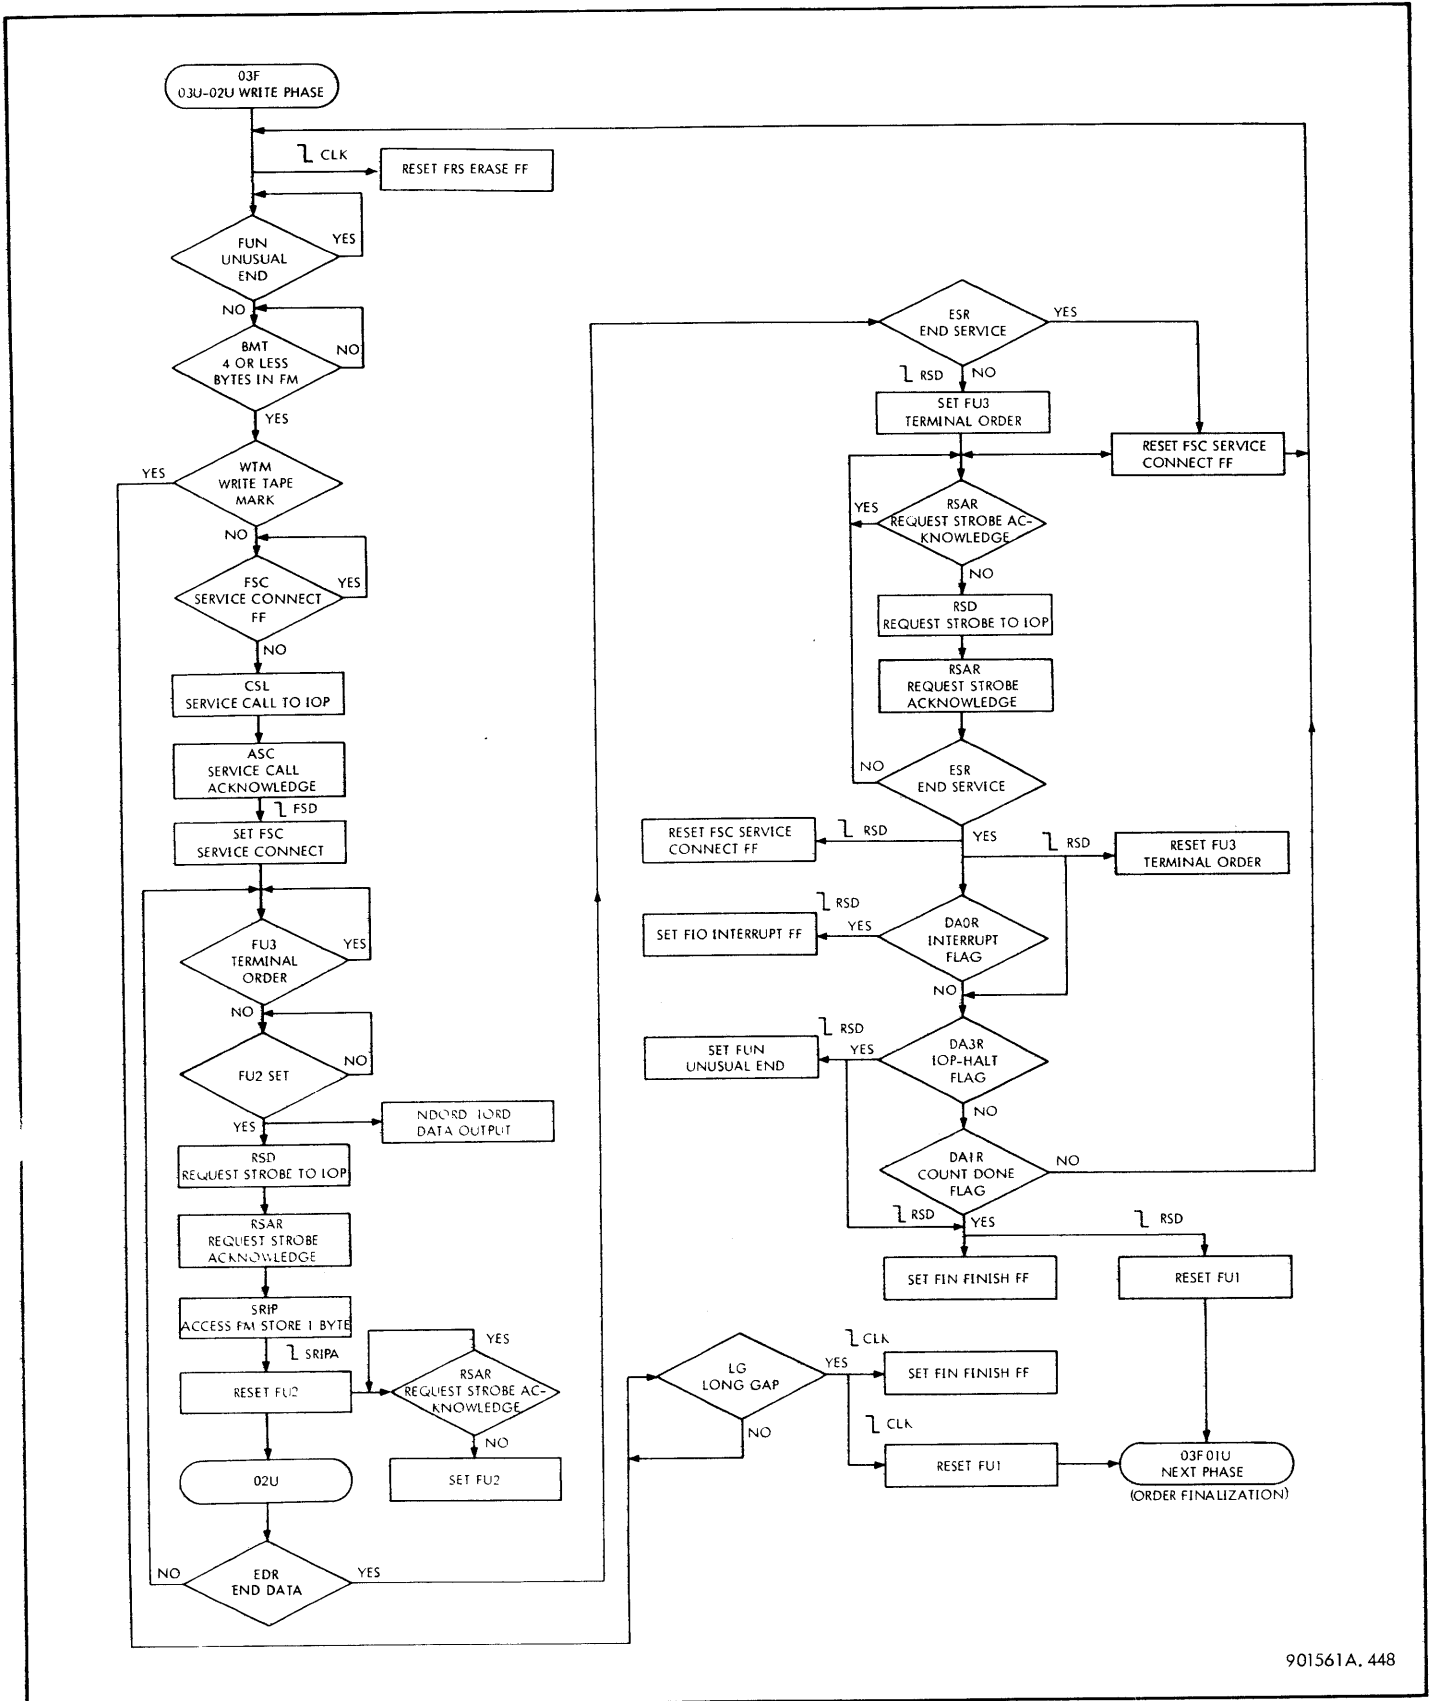 03F
03U-02U WRITE PHASE
CLK
RESET FRS ERASE FF
FUN
UNUSUAL
END
YES
NO
BMT
4 OR LESS
BYTES IN FM
NO
YES
WTM
WRITE TAPE
MARK
YES
NO
FSC
SERVICE CONNECT
FF
YES
NO
CSL
SERVICE CALL TO IOP
ASC
SERVICE CALL
ACKNOWLEDGE
FSD
SET FSC
SERVICE CONNECT
FU3
TERMINAL
ORDER
YES
NO
FU2 SET
NO
YES
NDORD IORD
DATA OUTPUT
RSD
REQUEST STROBE TO IOP
RSAR
REQUEST STROBE
ACKNOWLEDGE
SRIP
ACCESS FM STORE 1 BYTE
SRIPA
RESET FU2
YES
RSAR
REQUEST STROBE AC-
KNOWLEDGE
NO
SET FU2
02U
EDR
END DATA
NO
YES
ESR
END SERVICE
YES
RSD
NO
SET FU3
TERMINAL ORDER
RESET FSC SERVICE
CONNECT FF
RSAR
REQUEST STROBE AC-
KNOWLEDGE
YES
NO
RSD
REQUEST STROBE TO IOP
RSAR
REQUEST STROBE
ACKNOWLEDGE
ESR
END SERVICE
NO
YES
RSD
RESET FSC SERVICE
CONNECT FF
RSD
RESET FU3
TERMINAL ORDER
DA0R
INTERRUPT
FLAG
RSD
YES
SET FIO INTERRUPT FF
NO
DA3R
IOP-HALT
FLAG
RSD
YES
SET FUN
UNUSUAL END
NO
DA1R
COUNT DONE
FLAG
NO
RSD
YES
RSD
SET FIN FINISH FF
RESET FU1
LG
LONG GAP
YES
CLK
SET FIN FINISH FF
NO
CLK
RESET FU1
03F 01U
NEXT PHASE
(ORDER FINALIZATION)
901561A. 448